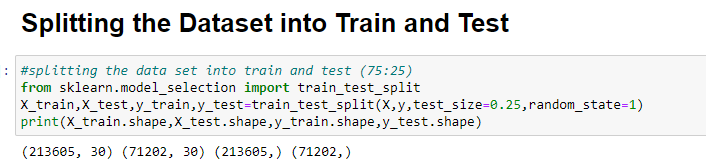 Splitting the Dataset into Train and Test
: #splitting the data set into train and test (75:25)
from sklearn.model_selection import train_test_split
X_train,X_test,y_train,y_test=train_test_split(X,y,test_size=0.25,random_state=1)
print(X_train.shape,X_test.shape,y_train.shape,y_test.shape)
(213605, 30) (71202, 30) (213605,) (71202,)